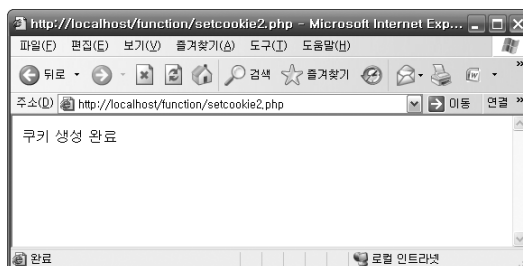 http://localhost/function/setcookie2.php - Microsoft Internet Exp...
파일(F) 편집(E) 보기(V) 즐겨찾기(A) 도구(T) 도움말(H)
뒤로 검색 즐겨찾기
주소(D) http://localhost/function/setcookie2.php 이동 연결
쿠키 생성 완료
완료 로컬 인트라넷